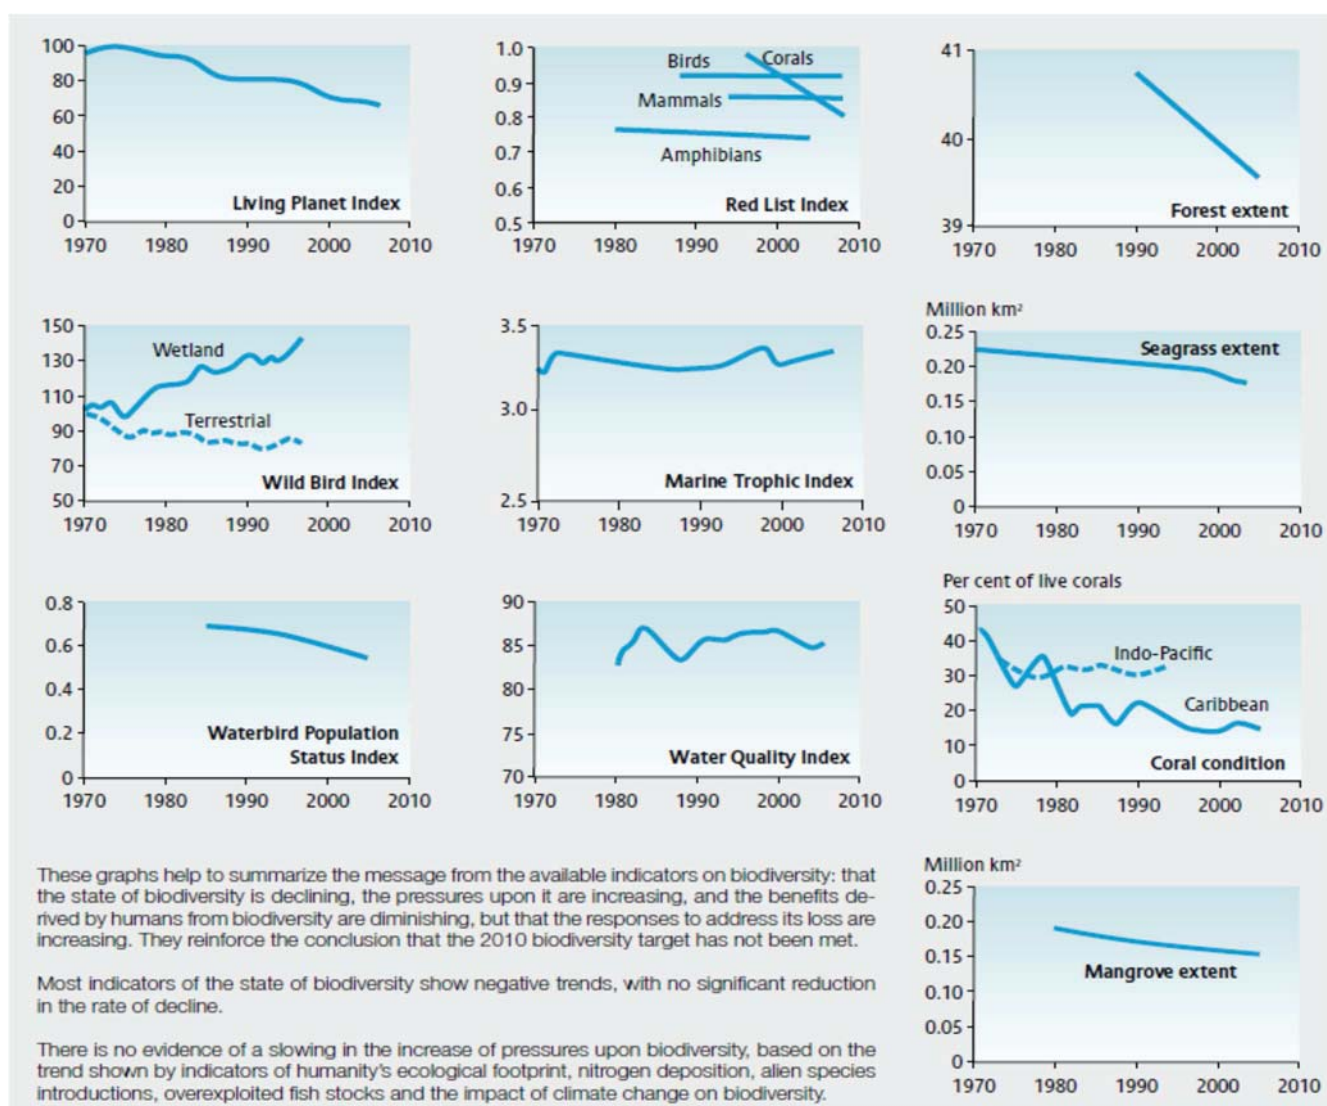 100
80
60
40
20
0
Living Planet Index
1970 1980 1990 2000 2010
1.0
0.9
0.8
0.7
0.6
0.5
Birds
Corals
Mammals
Amphibians
Red List Index
1970 1980 1990 2000 2010
41
40
39
Forest extent
1970 1980 1990 2000 2010
150
130
110
90
70
50
Wetland
Terrestrial
Wild Bird Index
1970 1980 1990 2000 2010
3.5
3.0
2.5
Marine Trophic Index
1970 1980 1990 2000 2010
Million km²
0.25
0.20
0.15
0.10
0.05
0
Seagrass extent
1970 1980 1990 2000 2010
0.8
0.6
0.4
0.2
0
Waterbird Population
Status Index
1970 1980 1990 2000 2010
90
85
80
75
70
Water Quality Index
1970 1980 1990 2000 2010
Per cent of live corals
50
40
30
20
10
0
Indo-Pacific
Caribbean
Coral condition
1970 1980 1990 2000 2010
These graphs help to summarize the message from the available indicators on biodiversity: that
the state of biodiversity is declining, the pressures upon it are increasing, and the benefits de-
rived by humans from biodiversity are diminishing, but that the responses to address its loss are
increasing. They reinforce the conclusion that the 2010 biodiversity target has not been met.
Most indicators of the state of biodiversity show negative trends, with no significant reduction
in the rate of decline.
There is no evidence of a slowing in the increase of pressures upon biodiversity, based on the
trend shown by indicators of humanity's ecological footprint, nitrogen deposition, alien species
introductions, overexploited fish stocks and the impact of climate change on biodiversity.
Million km²
0.25
0.20
0.15
0.10
0.05
0
Mangrove extent
1970 1980 1990 2000 2010